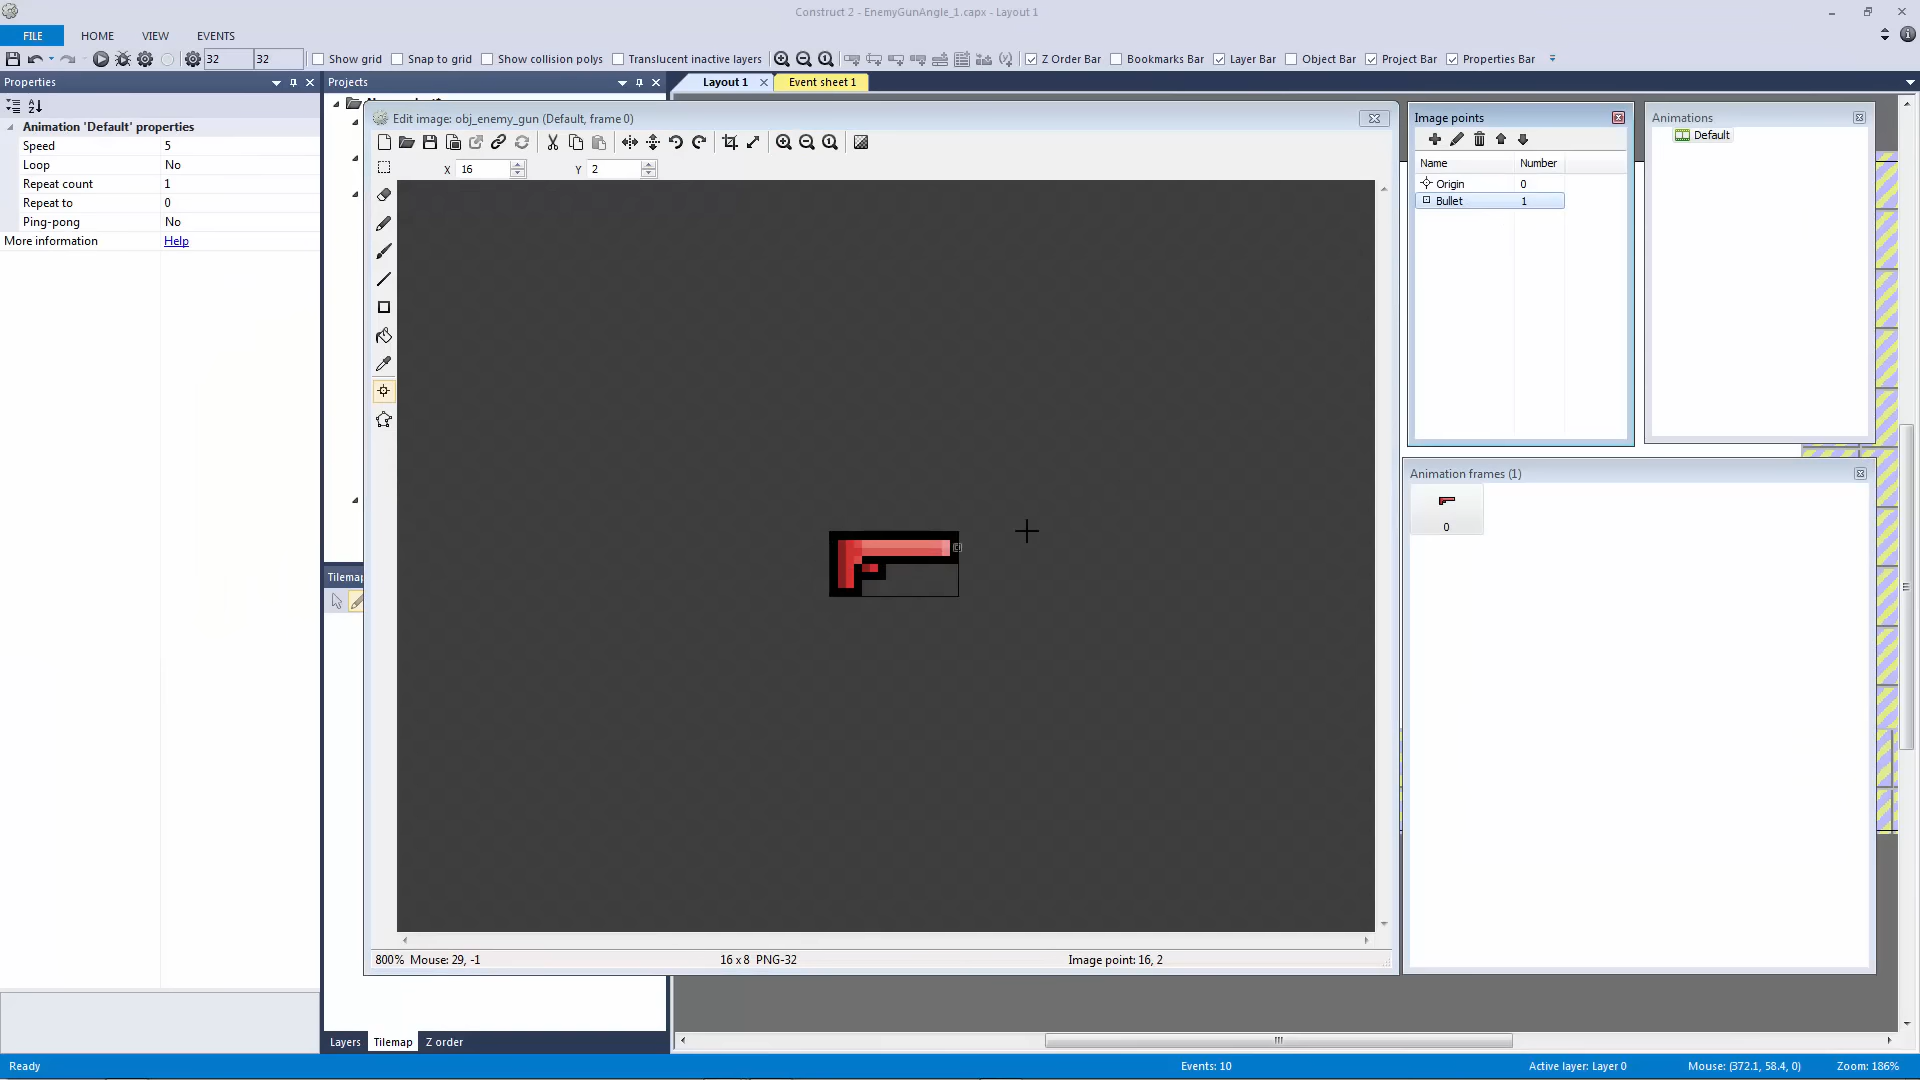 Construct 2 - EnemyGunAngle_1.capx - Layout 1
FILE HOME VIEW EVENTS
32 32 Show grid Snap to grid Show collision polys Translucent inactive layers Z Order Bar Bookmarks Bar Layer Bar Object Bar Project Bar Properties Bar
Properties
Animation 'Default' properties
Speed 5
Loop No
Repeat count 1
Repeat to 0
Ping-pong No
More information Help
Projects
Layout 1 Event sheet 1
Edit image: obj_enemy_gun (Default, frame 0)
X 16 Y 2
Image points
Name Number
Origin 0
Bullet 1
Animations
Default
Animation frames (1)
0
Tilemap
800% Mouse: 29, -1 16 x 8 PNG-32 Image point: 16, 2
Layers Tilemap Z order
Ready Events: 10 Active layer: Layer 0 Mouse: (372.1, 58.4, 0) Zoom: 186%